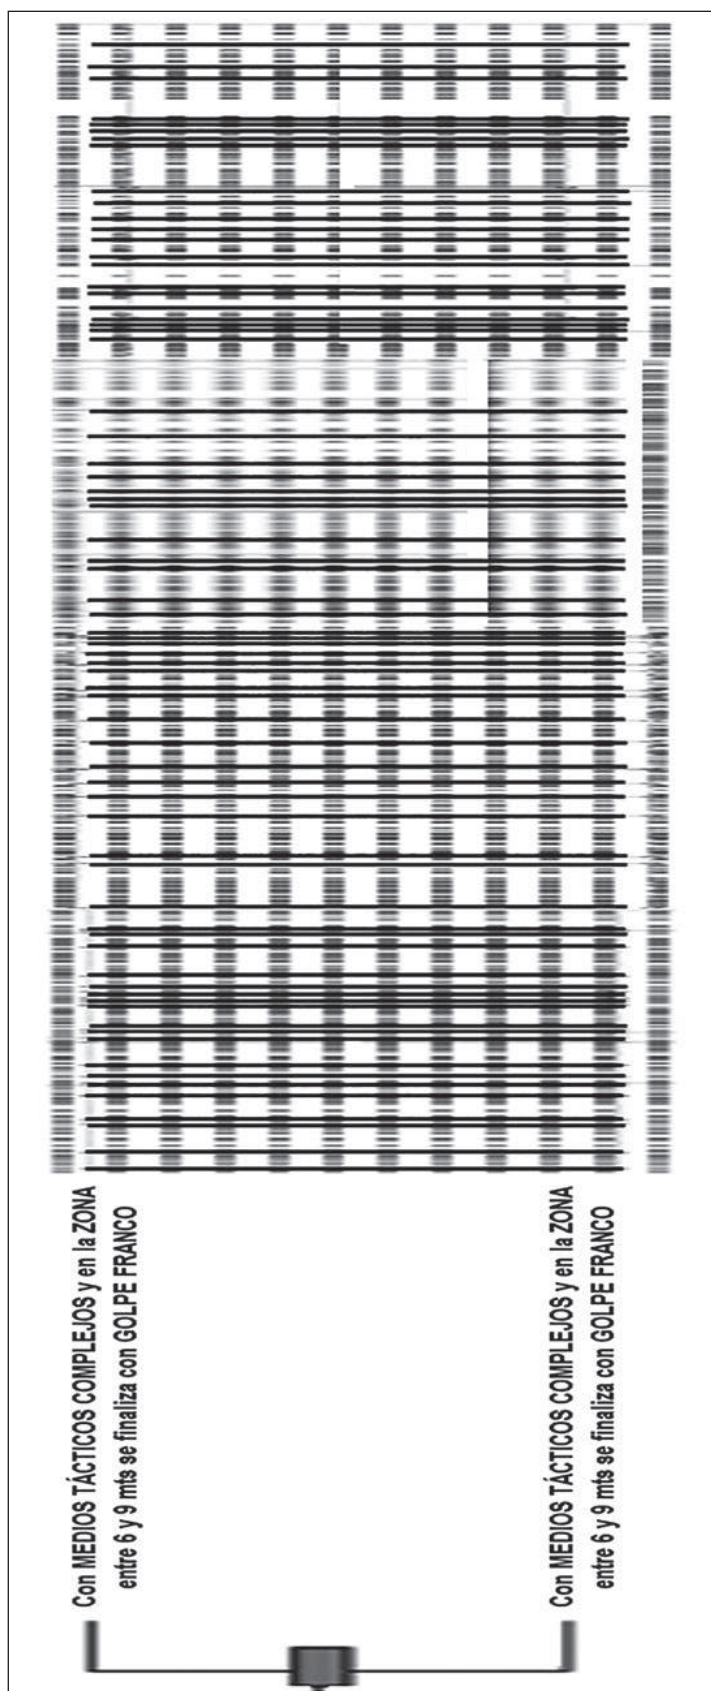 Con MEDIOS TÁCTICOS COMPLEJOS y en la ZONA
entre 6 y 9 mts se finaliza con GOLPE FRANCO
Con MEDIOS TÁCTICOS COMPLEJOS y en la ZONA
entre 6 y 9 mts se finaliza con GOLPE FRANCO